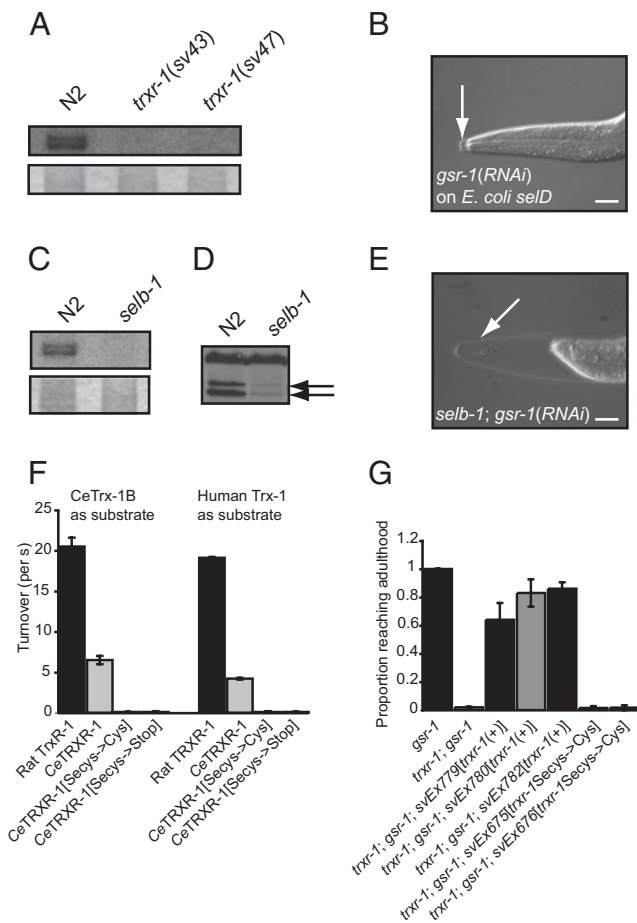 A
N2
trxr-1(sv43)
trxr-1(sv47)
B
gsr-1(RNAi)
on E. coli selD
C
N2
selb-1
D
N2
selb-1
E
selb-1; gsr-1(RNAi)
F
CeTrx-1B
as substrate
Human Trx-1
as substrate
Turnover (per s)
25
20
15
10
5
0
Rat TrxR-1
CeTRXR-1
CeTRXR-1[Secys->Cys]
CeTRXR-1[Secys->Stop]
Rat TRXR-1
CeTRXR-1
CeTRXR-1[Secys->Cys]
CeTRXR-1[Secys->Stop]
G
Proportion reaching adulthood
1.2
1
0.8
0.6
0.4
0.2
0
gsr-1
trxr-1; gsr-1
trxr-1; gsr-1; svEx779[trxr-1(+)]
trxr-1; gsr-1; svEx780[trxr-1(+)]
trxr-1; gsr-1; svEx782[trxr-1(+)]
trxr-1; gsr-1; svEx675[trxr-1Secys->Cys]
trxr-1; gsr-1; svEx676[trxr-1Secys->Cys]